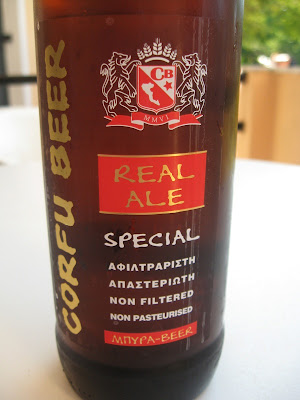 CORFU BEER
CB
MMVI
REAL
ALE
SPECIAL
ΑΦΙΛΤΡΑΡΙΣΤΗ
ΑΠΑΣΤΕΡΙΩΤΗ
NON FILTERED
NON PASTEURISED
ΜΠΥΡΑ-BEER